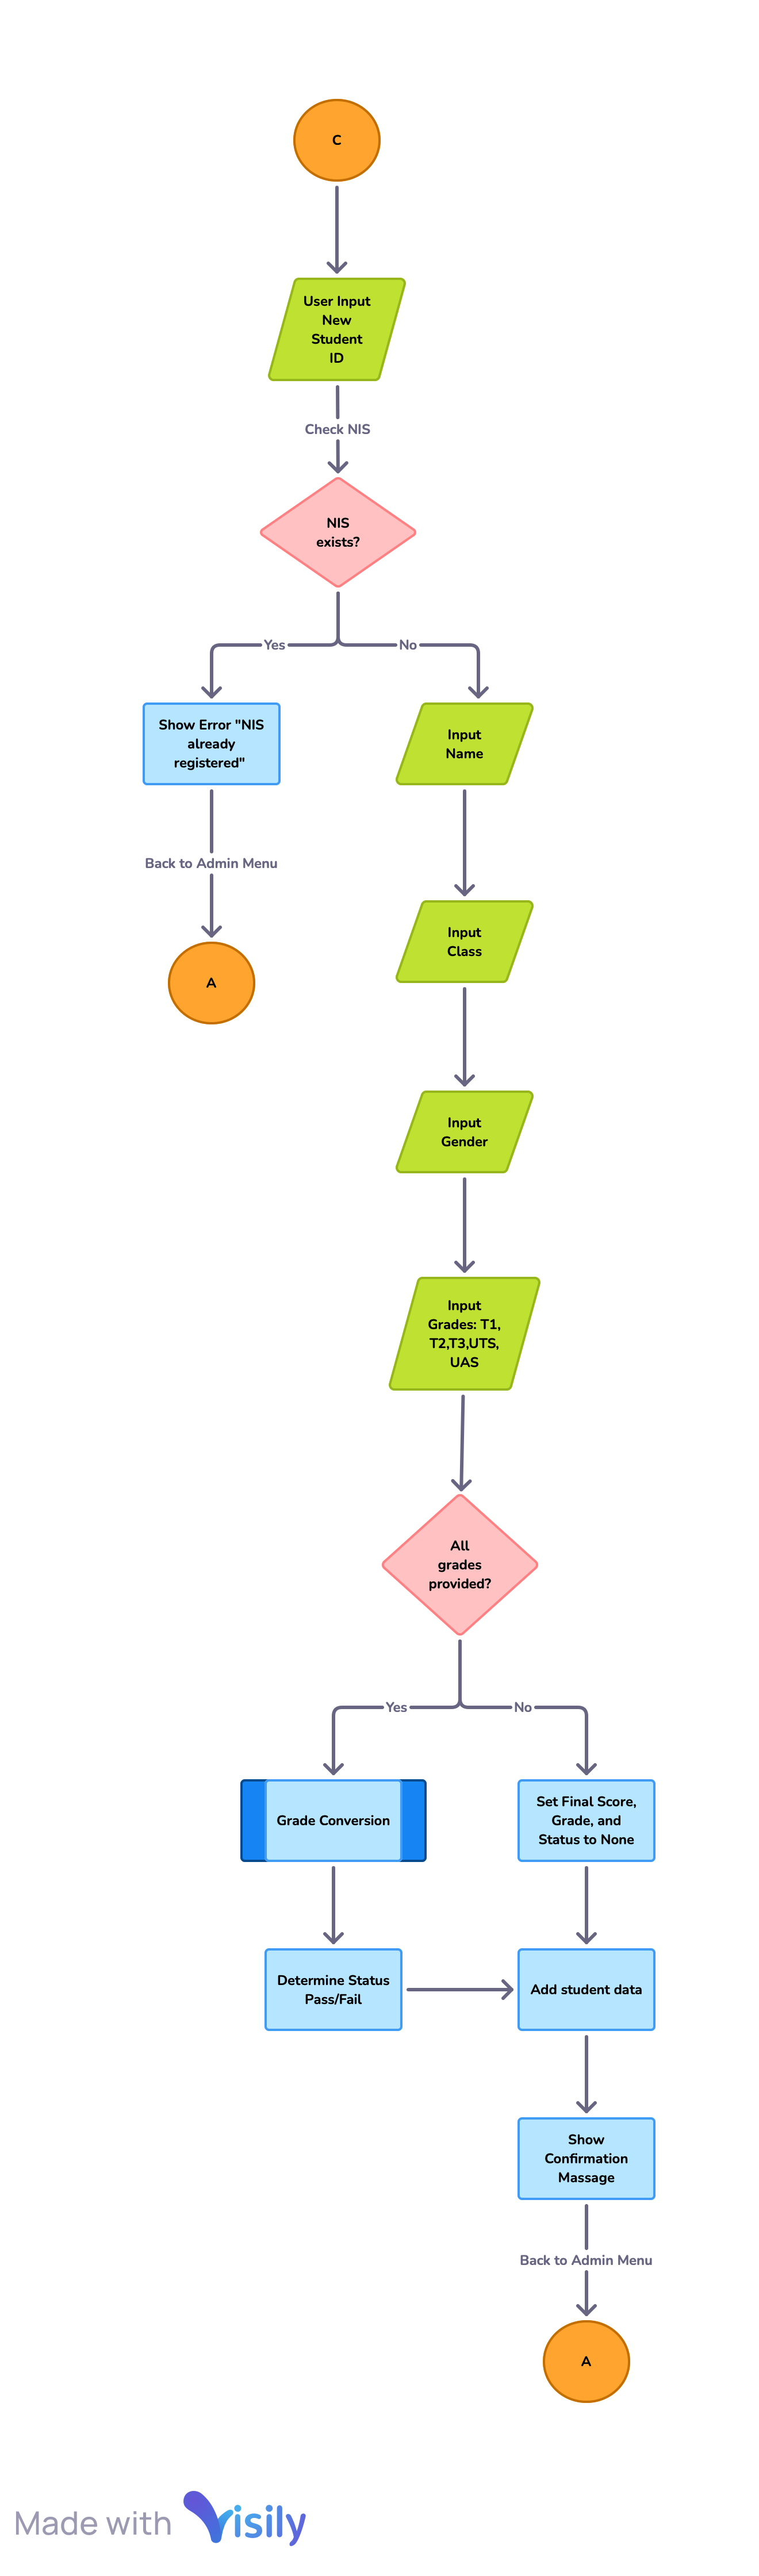 C
User Input
New
Student
ID
Check NIS
NIS
exists?
Yes
No
Show Error "NIS
already
registered"
Input
Name
Back to Admin Menu
Input
Class
A
Input
Gender
Input
Grades: T1,
T2,T3,UTS,
UAS
All
grades
provided?
Yes
No
Grade Conversion
Set Final Score,
Grade, and
Status to None
Determine Status
Pass/Fail
Add student data
Show
Confirmation
Massage
Back to Admin Menu
A
Made with Visily